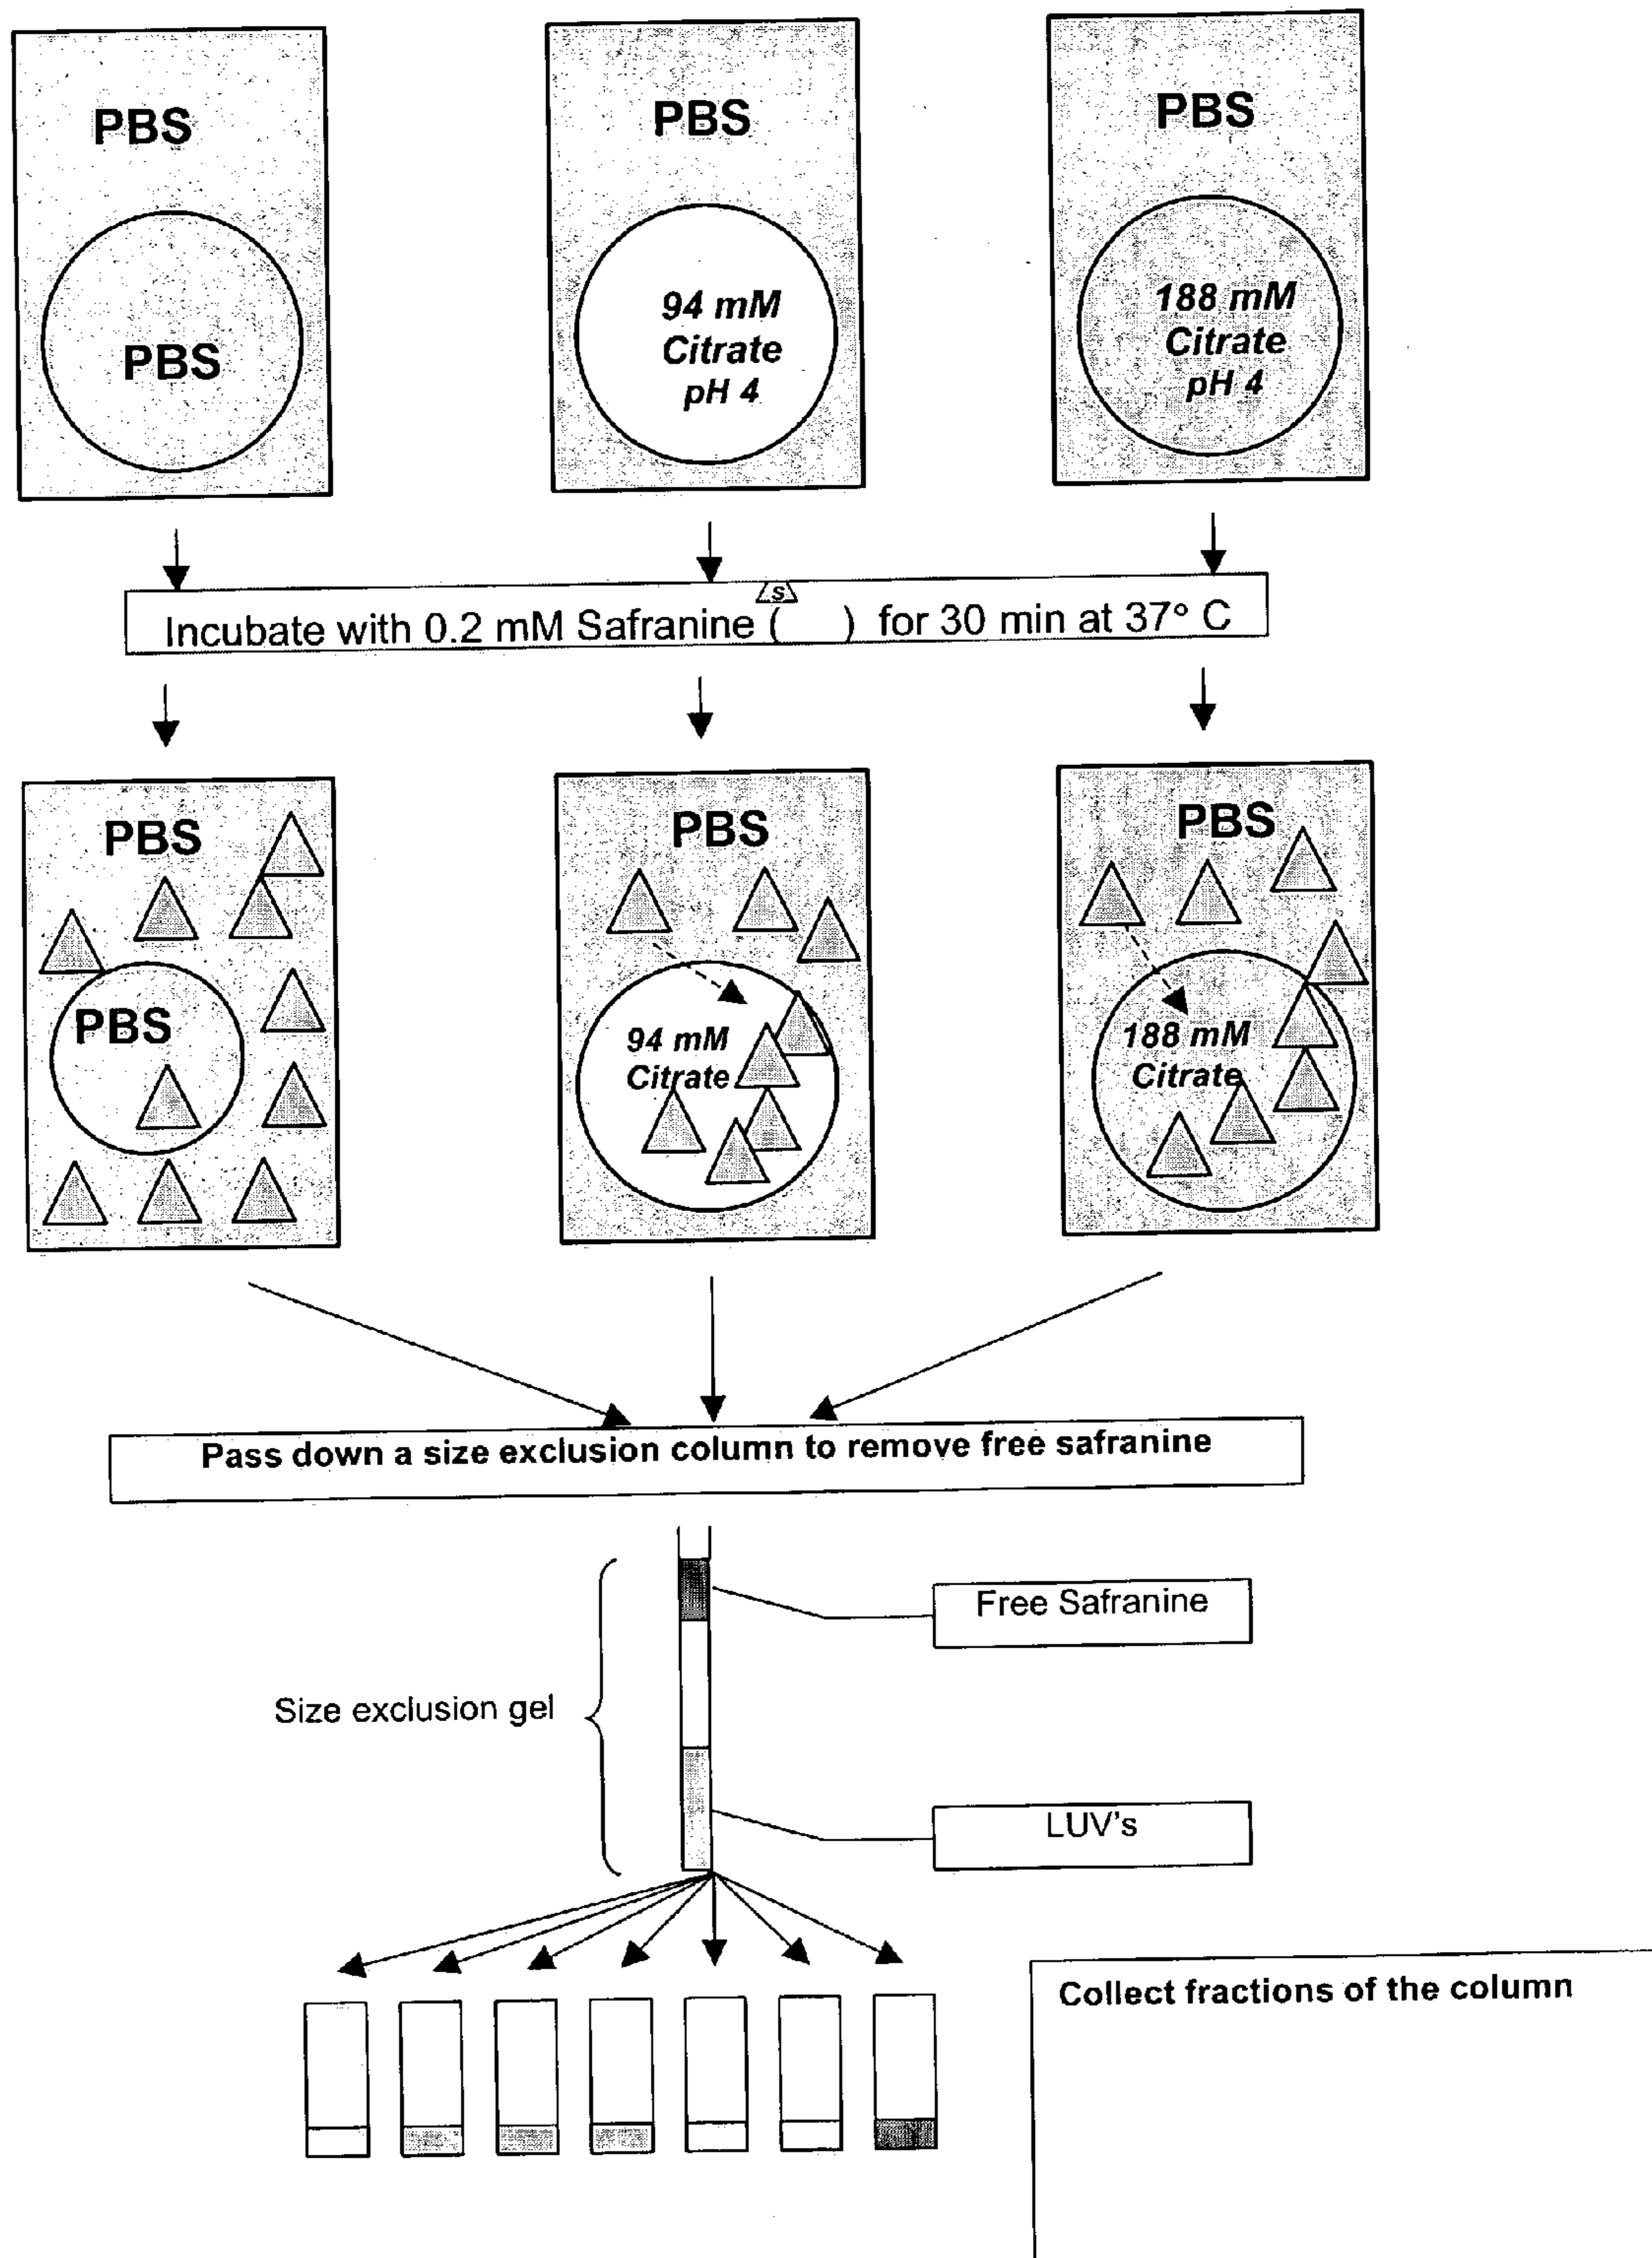 PBS
PBS
PBS
PBS
94 mM
Citrate
pH 4
188 mM
Citrate
pH 4
S
Incubate with 0.2 mM Safranine ( ) for 30 min at 37° C
PBS
PBS
PBS
PBS
94 mM
Citrate
188 mM
Citrate
Pass down a size exclusion column to remove free safranine
Free Safranine
Size exclusion gel
LUV's
Collect fractions of the column